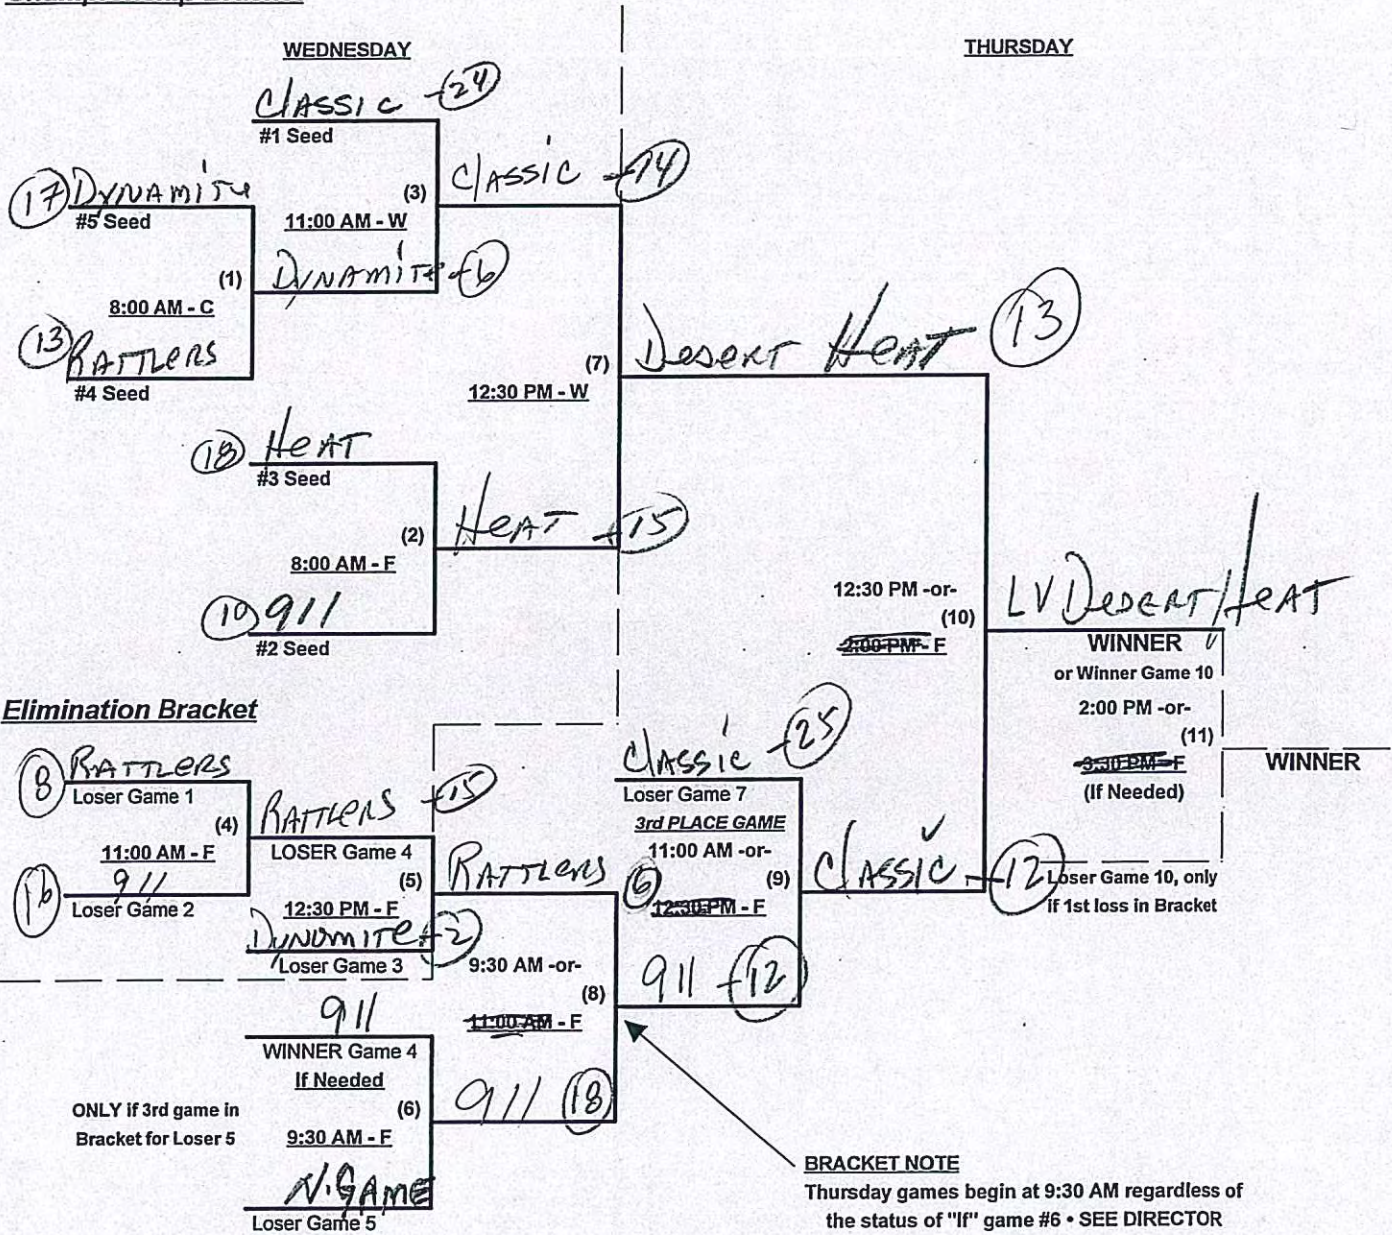 WEDNESDAY
THURSDAY
CLASSIC - 24
#1 Seed
17 DYNAMITE
#5 Seed
(3)
11:00 AM - W
CLASSIC - 14
(1)
8:00 AM - C
DYNAMITE - 6
13 RATTLERS
#4 Seed
(7)
12:30 PM - W
DESERT HEAT 13
18 HEAT
#3 Seed
(2)
8:00 AM - F
HEAT - 15
10 911
#2 Seed
12:30 PM -or-
(10)
2:00 PM - F
LV DESERT HEAT
WINNER
or Winner Game 10
2:00 PM -or-
(11)
3:30 PM - F
(If Needed)
WINNER
Loser Game 10, only
if 1st loss in Bracket
Elimination Bracket
8 RATTLERS
Loser Game 1
(4)
11:00 AM - F
16 911
Loser Game 2
RATTLERS - 15
LOSER Game 4
(5)
12:30 PM - F
DYNOMITE - 2
Loser Game 3
CLASSIC - 25
Loser Game 7
3rd PLACE GAME
11:00 AM -or-
(9)
12:30 PM - F
CLASSIC - 12
RATTLERS 6
9:30 AM -or-
(8)
11:00 AM - F
911 - 12
911
WINNER Game 4
If Needed
(6)
9:30 AM - F
911 18
ONLY if 3rd game in
Bracket for Loser 5
N.GAME
Loser Game 5
BRACKET NOTE
Thursday games begin at 9:30 AM regardless of
the status of "If" game #6 • SEE DIRECTOR